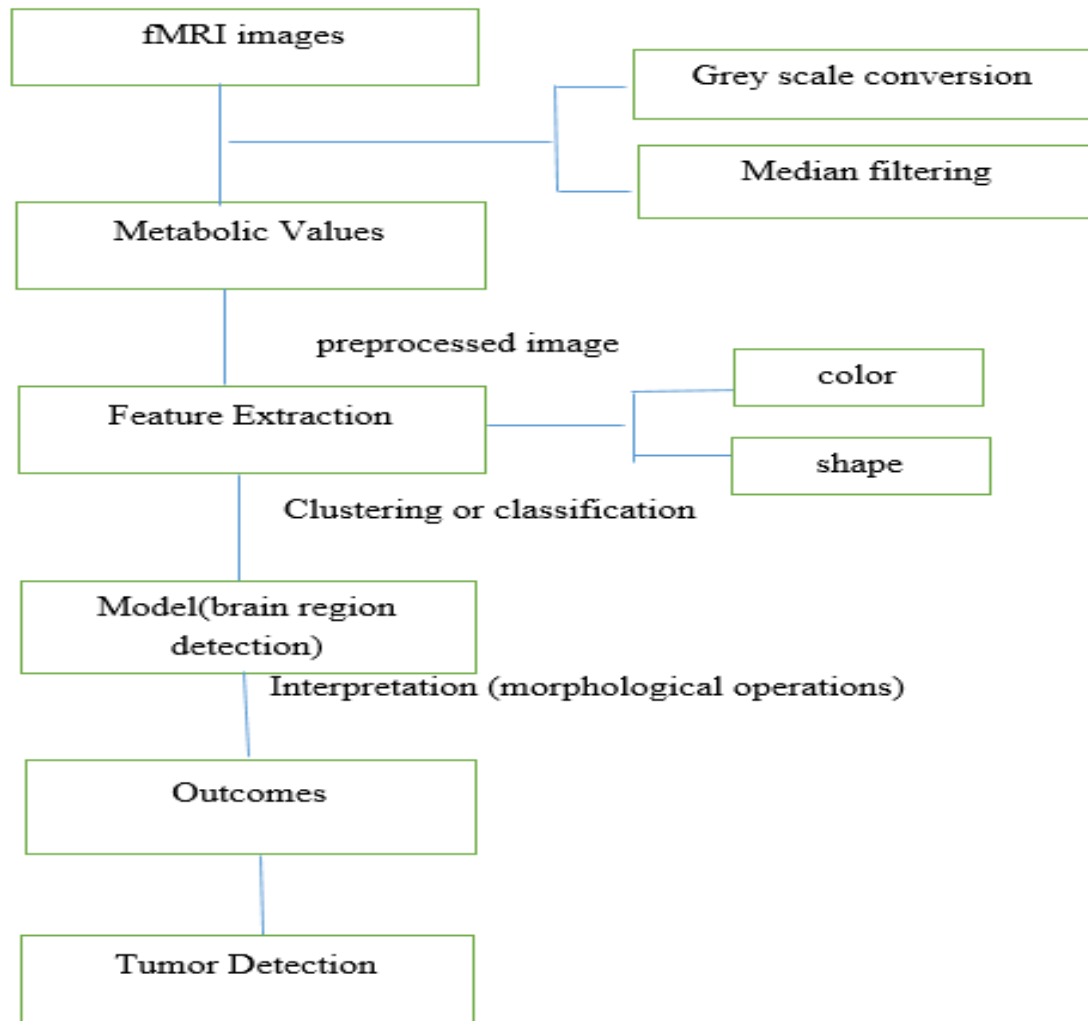 fMRI images
Grey scale conversion
Median filtering
Metabolic Values
preprocessed image
color
Feature Extraction
shape
Clustering or classification
Model(brain region
detection)
Interpretation (morphological operations)
Outcomes
Tumor Detection